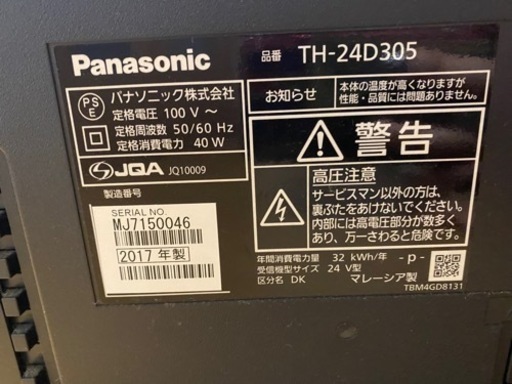 Panasonic
品番 TH-24D305
PS
E
パナソニック株式会社
定格電圧 100 V ～
定格周波数 50/60 Hz
定格消費電力 40 W
JQA JQ10009
製造番号
SERIAL NO.
MJ7150046
2017 年製
お知らせ
本体の温度が高くなりますが
性能・品質には問題ありません。
警告
高圧注意
サービスマン以外の方は、
裏ぶたをあけないでください。
内部には高電圧部分が数多く
あり、万一さわると危険です。
年間消費電力量 32 kWh/年
受信機型サイズ 24 V型
区分名 DK
-p-
マレーシア製
TBM4GD8131